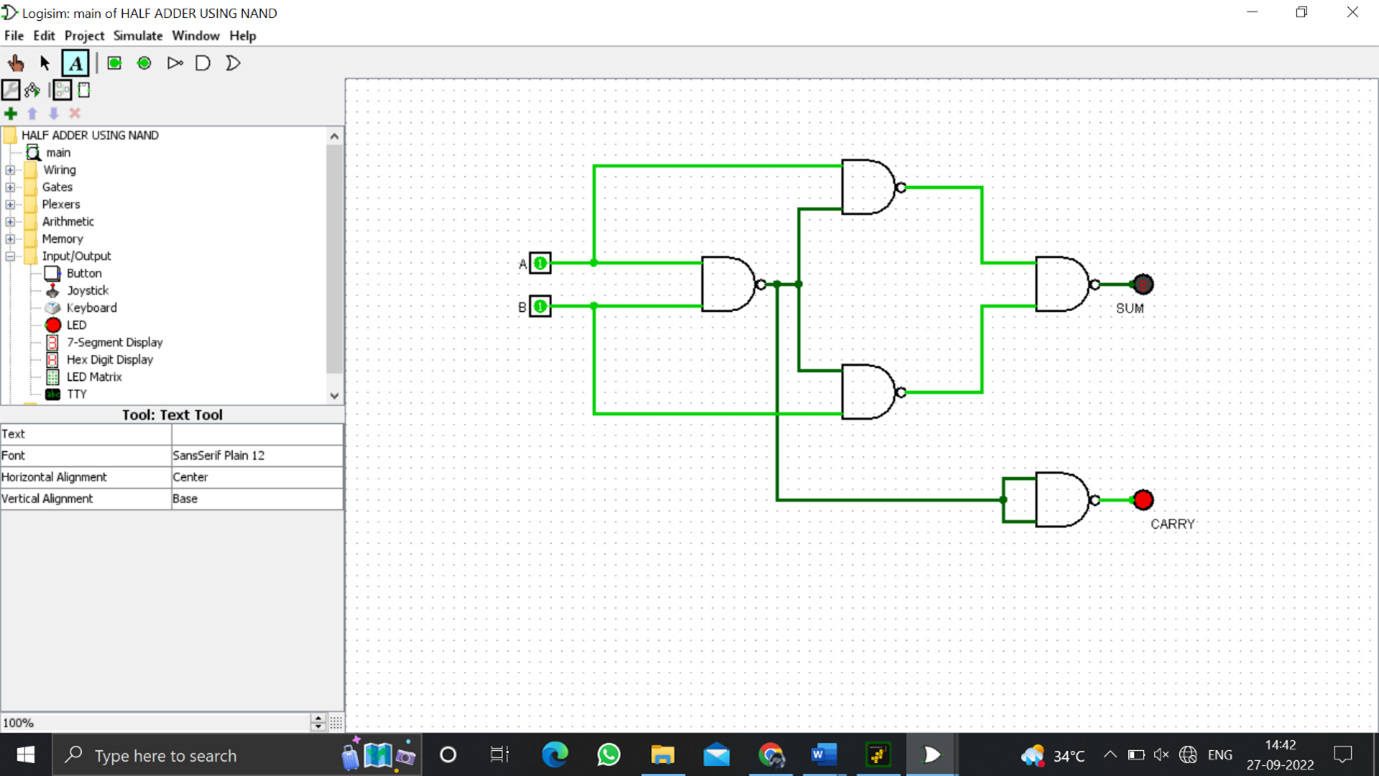 Logisim: main of HALF ADDER USING NAND
File Edit Project Simulate Window Help
A
HALF ADDER USING NAND
main
Wiring
Gates
Plexers
Arithmetic
Memory
Input/Output
Button
Joystick
Keyboard
LED
7-Segment Display
Hex Digit Display
LED Matrix
TTY
Tool: Text Tool
Text
Font SansSerif Plain 12
Horizontal Alignment Center
Vertical Alignment Base
100%
A 1
B 1
SUM
CARRY
Type here to search
34°C
ENG
14:42
27-09-2022